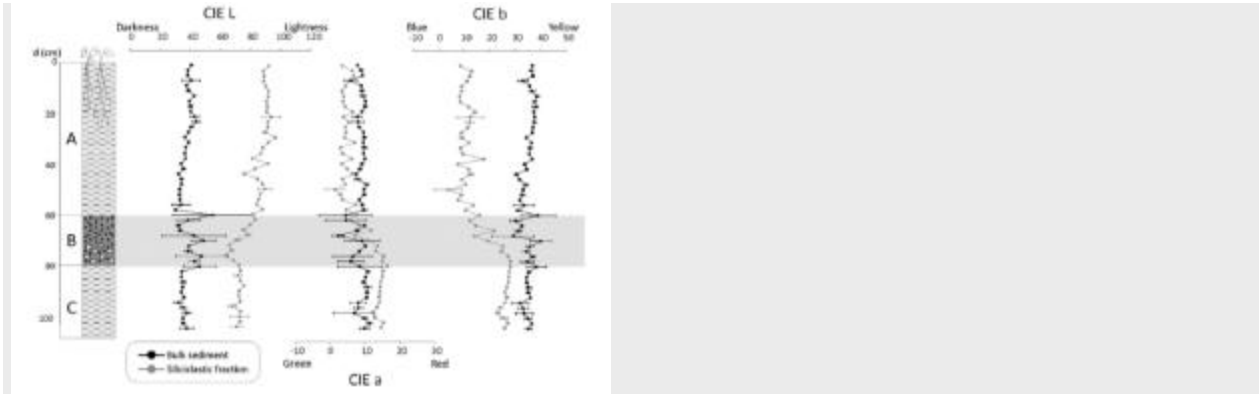 CIE L
CIE b
Darkness
Lightness
Blue
Yellow
0 20 40 60 80 100 120
-10 0 10 20 30 40 50
d (cm)
0
20
A
40
60
B
80
C
100
Bulk sediment
Siliciclastic fraction
-10 0 10 20 30
Green
Red
CIE a